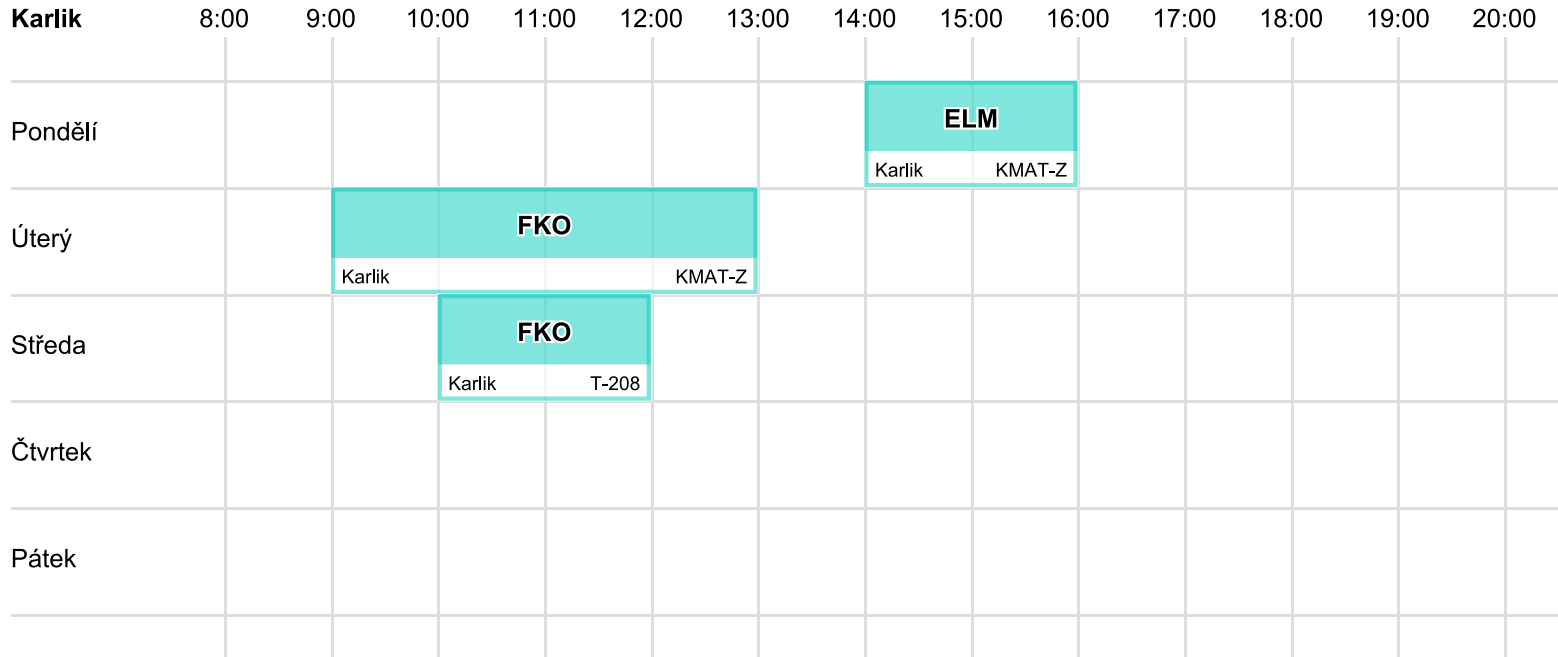 Karlik 8:00 9:00 10:00 11:00 12:00 13:00 14:00 15:00 16:00 17:00 18:00 19:00 20:00
Pondělí
ELM
Karlik KMAT-Z
Úterý
FKO
Karlik KMAT-Z
Středa
FKO
Karlik T-208
Čtvrtek
Pátek